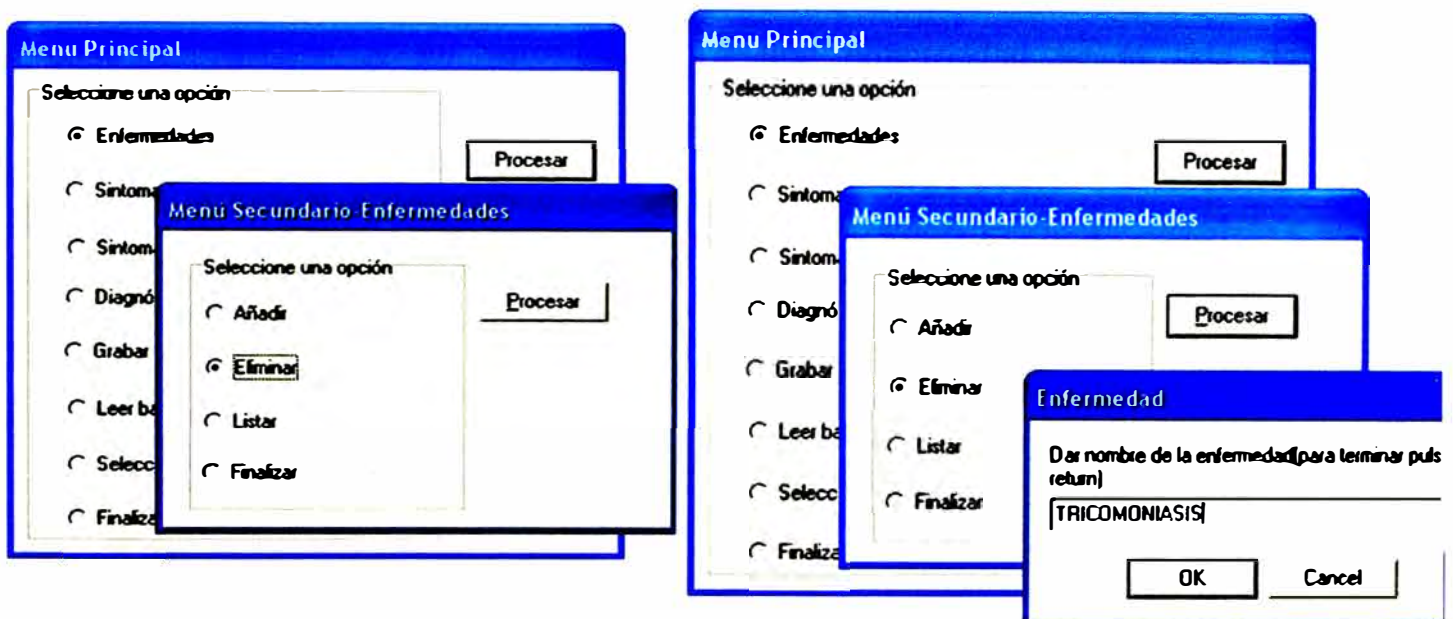 Menu Principal
Seleccione una opción
Enfermedades
Procesar
Sintoma
Sintom
Diagnó
Grabar
Leer ba
Selecc
Finaliza
Menú Secundario-Enfermedades
Seleccione una opción
Añadir
Procesar
Eliminar
Listar
Finalizar
Menu Principal
Seleccione una opción
Enfermedades
Procesar
Sintoma
Sintom
Diagnó
Grabar
Leer ba
Selecc
Finaliza
Menú Secundario-Enfermedades
Seleccione una opción
Añadir
Procesar
Eliminar
Listar
Finalizar
Enfermedad
Dar nombre de la enfermedad(para terminar puls
return)
TRICOMONIASIS
OK
Cancel